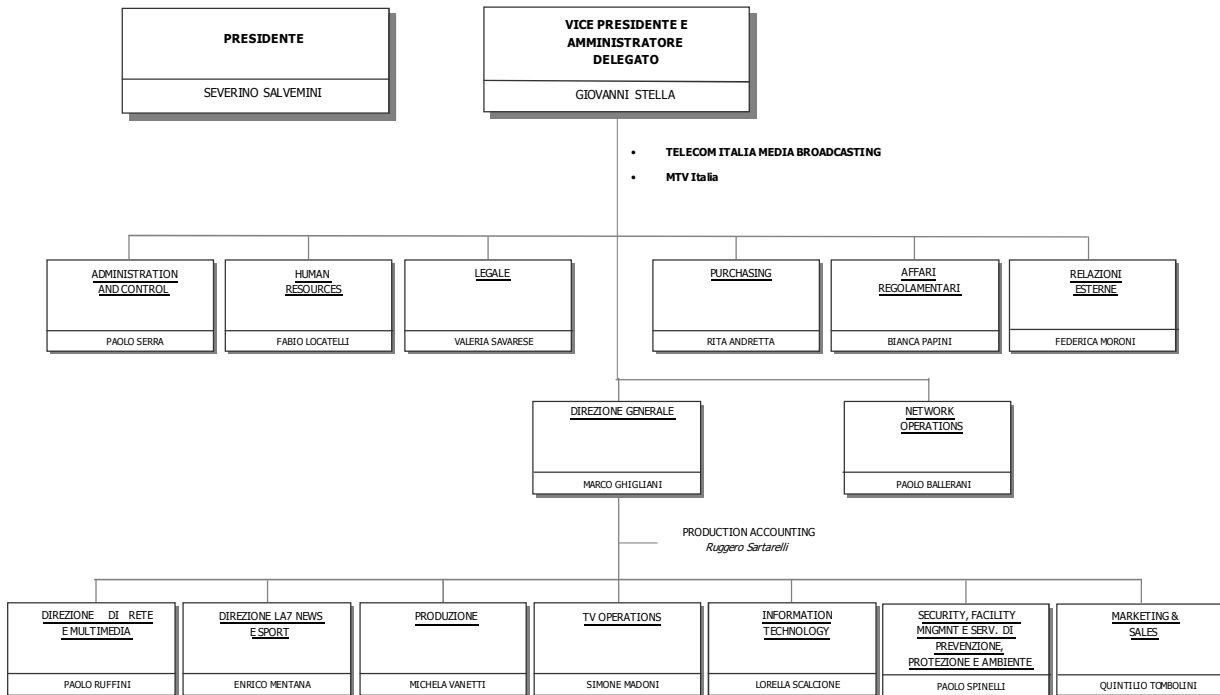 PRESIDENTE
SEVERINO SALVEMINI
VICE PRESIDENTE E
AMMINISTRATORE
DELEGATO
GIOVANNI STELLA
• TELECOM ITALIA MEDIA BROADCASTING
• MTV Italia
ADMINISTRATION
AND CONTROL
PAOLO SERRA
HUMAN
RESOURCES
FABIO LOCATELLI
LEGALE
VALERIA SAVARESE
PURCHASING
RITA ANDRETTA
AFFARI
REGOLAMENTARI
BIANCA PAPINI
RELAZIONI
ESTERNE
FEDERICA MORONI
DIREZIONE GENERALE
MARCO GHIGLIANI
NETWORK
OPERATIONS
PAOLO BALLERANI
PRODUCTION ACCOUNTING
Ruggero Sartarelli
DIREZIONE DI RETE
E MULTIMEDIA
PAOLO RUFFINI
DIREZIONE LA7 NEWS
E SPORT
ENRICO MENTANA
PRODUZIONE
MICHELA VANETTI
TV OPERATIONS
SIMONE MADONI
INFORMATION
TECHNOLOGY
LORELLA SCALCIONE
SECURITY, FACILITY
MNGMNT E SERV. DI
PREVENZIONE,
PROTEZIONE E AMBIENTE
PAOLO SPINELLI
MARKETING &
SALES
QUINTILIO TOMBOLINI